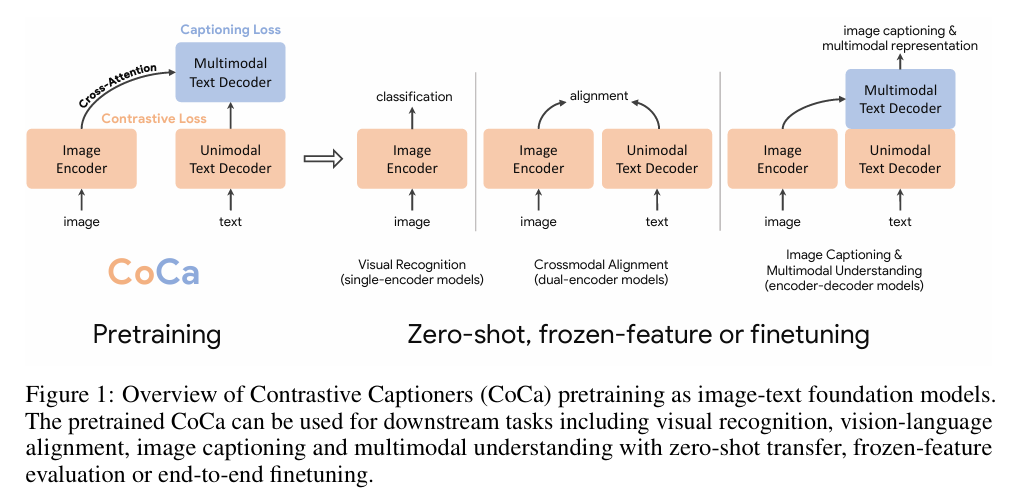 Captioning Loss
Multimodal
Text Decoder
Cross-Attention
Contrastive Loss
Image
Encoder
Unimodal
Text Decoder
image
text
CoCa
Pretraining
classification
Image
Encoder
image
Visual Recognition
(single-encoder models)
alignment
Image
Encoder
Unimodal
Text Decoder
image
text
Crossmodal Alignment
(dual-encoder models)
image captioning &
multimodal representation
Multimodal
Text Decoder
Image
Encoder
Unimodal
Text Decoder
image
text
Image Captioning &
Multimodal Understanding
(encoder-decoder models)
Zero-shot, frozen-feature or finetuning
Figure 1: Overview of Contrastive Captioners (CoCa) pretraining as image-text foundation models.
The pretrained CoCa can be used for downstream tasks including visual recognition, vision-language
alignment, image captioning and multimodal understanding with zero-shot transfer, frozen-feature
evaluation or end-to-end finetuning.